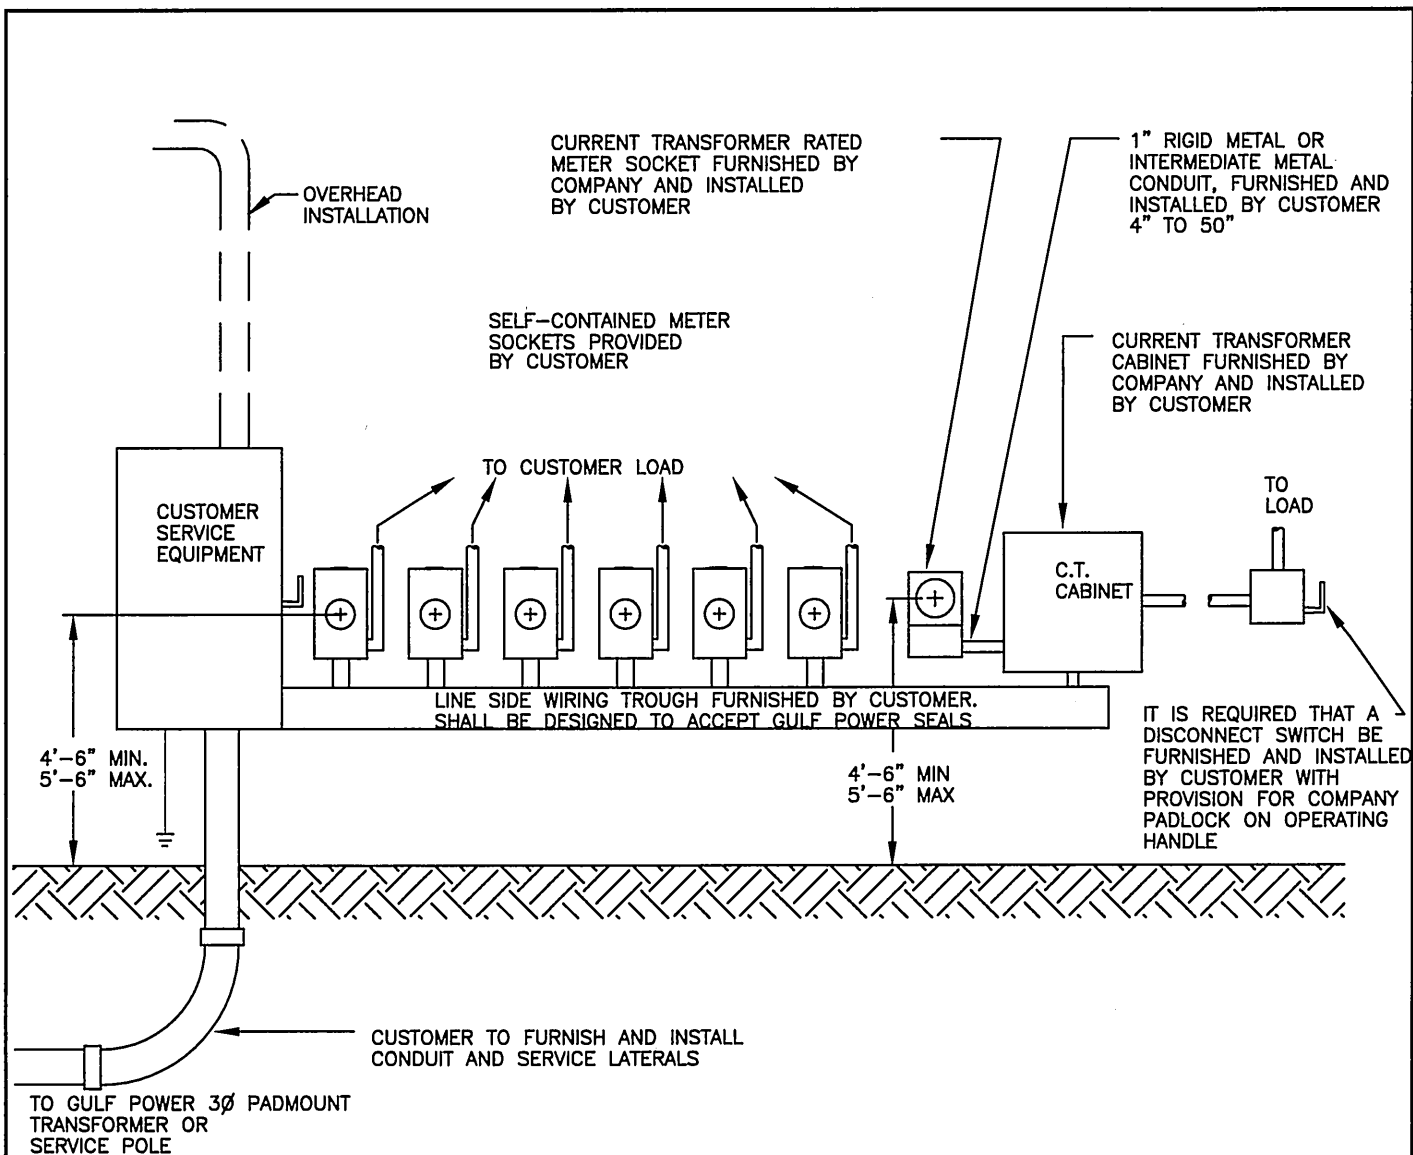 CURRENT TRANSFORMER RATED
METER SOCKET FURNISHED BY
COMPANY AND INSTALLED
BY CUSTOMER
1" RIGID METAL OR
INTERMEDIATE METAL
CONDUIT, FURNISHED AND
INSTALLED BY CUSTOMER
4" TO 50"
OVERHEAD
INSTALLATION
SELF-CONTAINED METER
SOCKETS PROVIDED
BY CUSTOMER
CURRENT TRANSFORMER
CABINET FURNISHED BY
COMPANY AND INSTALLED
BY CUSTOMER
TO CUSTOMER LOAD
TO
LOAD
CUSTOMER
SERVICE
EQUIPMENT
C.T.
CABINET
LINE SIDE WIRING TROUGH FURNISHED BY CUSTOMER.
SHALL BE DESIGNED TO ACCEPT GULF POWER SEALS
4'-6" MIN.
5'-6" MAX.
4'-6" MIN
5'-6" MAX
IT IS REQUIRED THAT A
DISCONNECT SWITCH BE
FURNISHED AND INSTALLED
BY CUSTOMER WITH
PROVISION FOR COMPANY
PADLOCK ON OPERATING
HANDLE
CUSTOMER TO FURNISH AND INSTALL
CONDUIT AND SERVICE LATERALS
TO GULF POWER 3Ø PADMOUNT
TRANSFORMER OR
SERVICE POLE